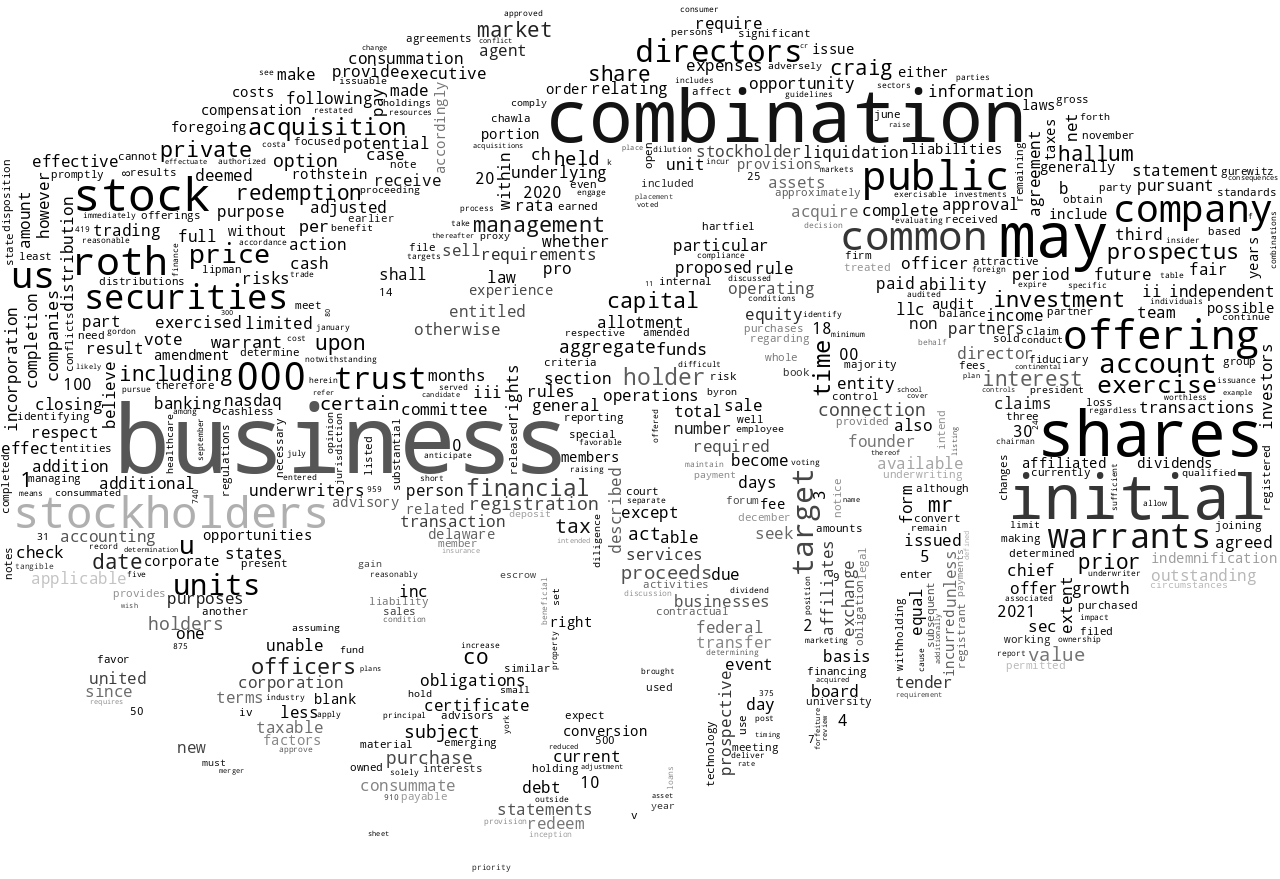 approved
consumer
market
require
agreements
conflict
persons
significant
change
consummation
agent
directors
cr
issue
see
make
provide
executive
share
expenses
adversely
craig
either
parties
issuable
costs
following
pay
made
accordingly
order
relating
includes
affect
opportunity
sectors
information
holdings
compensation
restated
resources
comply
combination
guidelines
laws
gross
foregoing
acquisition
chawla
june
raise
taxes
net
forth
private
costa
focused
potential
portion
acquisitions
november
effective
cannot
effectuate
authorized
option
case
ch
held
k
place
dilution
stockholder
liquidation
liabilities
remaining
agreement
hallum
promptly
results
deemed
rothstein
note
receive
proceeding
within
underlying
open
unit
incur
provisions
markets
public
generally
statement
gurewitz
consequences
stock
redemption
20
2020
even
engage
included
25
assets
approximately
exercisable
investments
b
party
pursuant
standards
however
immediately
offerings
purpose
adjusted
earlier
process
rata
earned
placement
voted
acquire
decision
complete
evaluating
approval
received
include
obtain
company
disposition
state
amount
distribution
419
trading
full
without
per
benefit
take
management
hartfiel
common
may
third
insider
based
f
combinations
least
reasonable
accordance
action
thereafter
proxy
whether
particular
compliance
firm
officer
attractive
foreign
prospectus
years
us
roth
finance
price
lipman
risks
cash
trade
file
targets
sell
requirements
law
pro
proposed
rule
discussed
treated
paid
ability
period
expire
future
specific
table
fair
distributions
securities
shall
14
experience
11
internal
operating
conditions
audited
llc
audit
investment
ii
independent
individuals
incorporation
completion
companies
conflicts
part
300
exercised
limited
meet
80
entitled
capital
allotment
equity
identify
purchases
18
minimum
non
balance
income
partner
team
possible
continue
need
gordon
vote
warrant
cost
january
upon
otherwise
respective
amended
regarding
time
behalf
partners
sold
conduct
claim
offering
result
amendment
determine
notwithstanding
aggregate
funds
difficult
whole
book
00
majority
director
fiduciary
continental
account
group
investors
likely
100
believe
including
000
herein
trust
months
criteria
section
holder
risk
entity
fees
plan
interest
president
exercise
issuance
example
pursue
therefore
banking
nasdaq
refer
certain
served
candidate
iii
rights
released
rules
operations
byron
school
cover
control
controls
claims
loss
worthless
regardless
transactions
closing
identifying
cashless
committee
general
reporting
offered
total
well
sale
employee
connection
intend
three
30
240
shares
respect
business
healthcare
among
september
regulations
necessary
july
opinion
jurisdiction
listed
substantial
0
anticipate
special
favorable
number
required
provided
founder
also
thereof
listing
chairman
registered
effect
entities
members
raising
maintain
payment
become
voting
available
underwriting
changes
affiliated
currently
dividends
qualified
completed
1
managing
addition
additional
740
entered
underwriters
959
advisory
short
person
financial
registration
diligence
described
court
separate
except
days
forum
fee
3
name
notice
form
although
mr
convert
initial
sufficient
allow
means
consummated
stockholders
related
transaction
deposit
tax
act
able
december
seek
target
amounts
issued
remain
limit
making
warrants
joining
agreed
31
accounting
u
opportunities
delaware
member
insurance
intended
services
5
defined
determined
notes
check
tangible
record
date
determination
corporate
states
present
proceeds
due
9
exchange
legal
enter
unless
payments
chief
prior
underwriter
indemnification
outstanding
circumstances
applicable
five
units
gain
reasonably
escrow
activities
dividend
position
affiliates
obligation
equal
subsequent
incurred
registrant
additionally
offer
extent
growth
provides
purposes
inc
liability
beneficial
set
discussion
businesses
contractual
associated
2021
purchased
wish
holders
another
sales
condition
right
federal
2
withholding
impact
one
875
assuming
transfer
marketing
cause
sec
filed
working
ownership
unable
fund
increase
co
similar
property
determining
basis
report
value
permitted
favor
united
officers
plans
brought
event
financing
acquired
tender
requirement
since
requires
corporation
obligations
small
used
prospective
375
day
board
university
terms
industry
blank
hold
certificate
50
iv
less
apply
principal
advisors
york
expect
use
post
forfeiture
review
4
taxable
subject
conversion
timing
7
new
factors
approve
material
emerging
reduced
500
technology
meeting
deliver
rate
must
merger
owned
purchase
solely
interests
current
holding
adjustment
loans
consummate
debt
10
910
payable
outside
asset
year
statements
provision
redeem
v
inception
sheet
priority